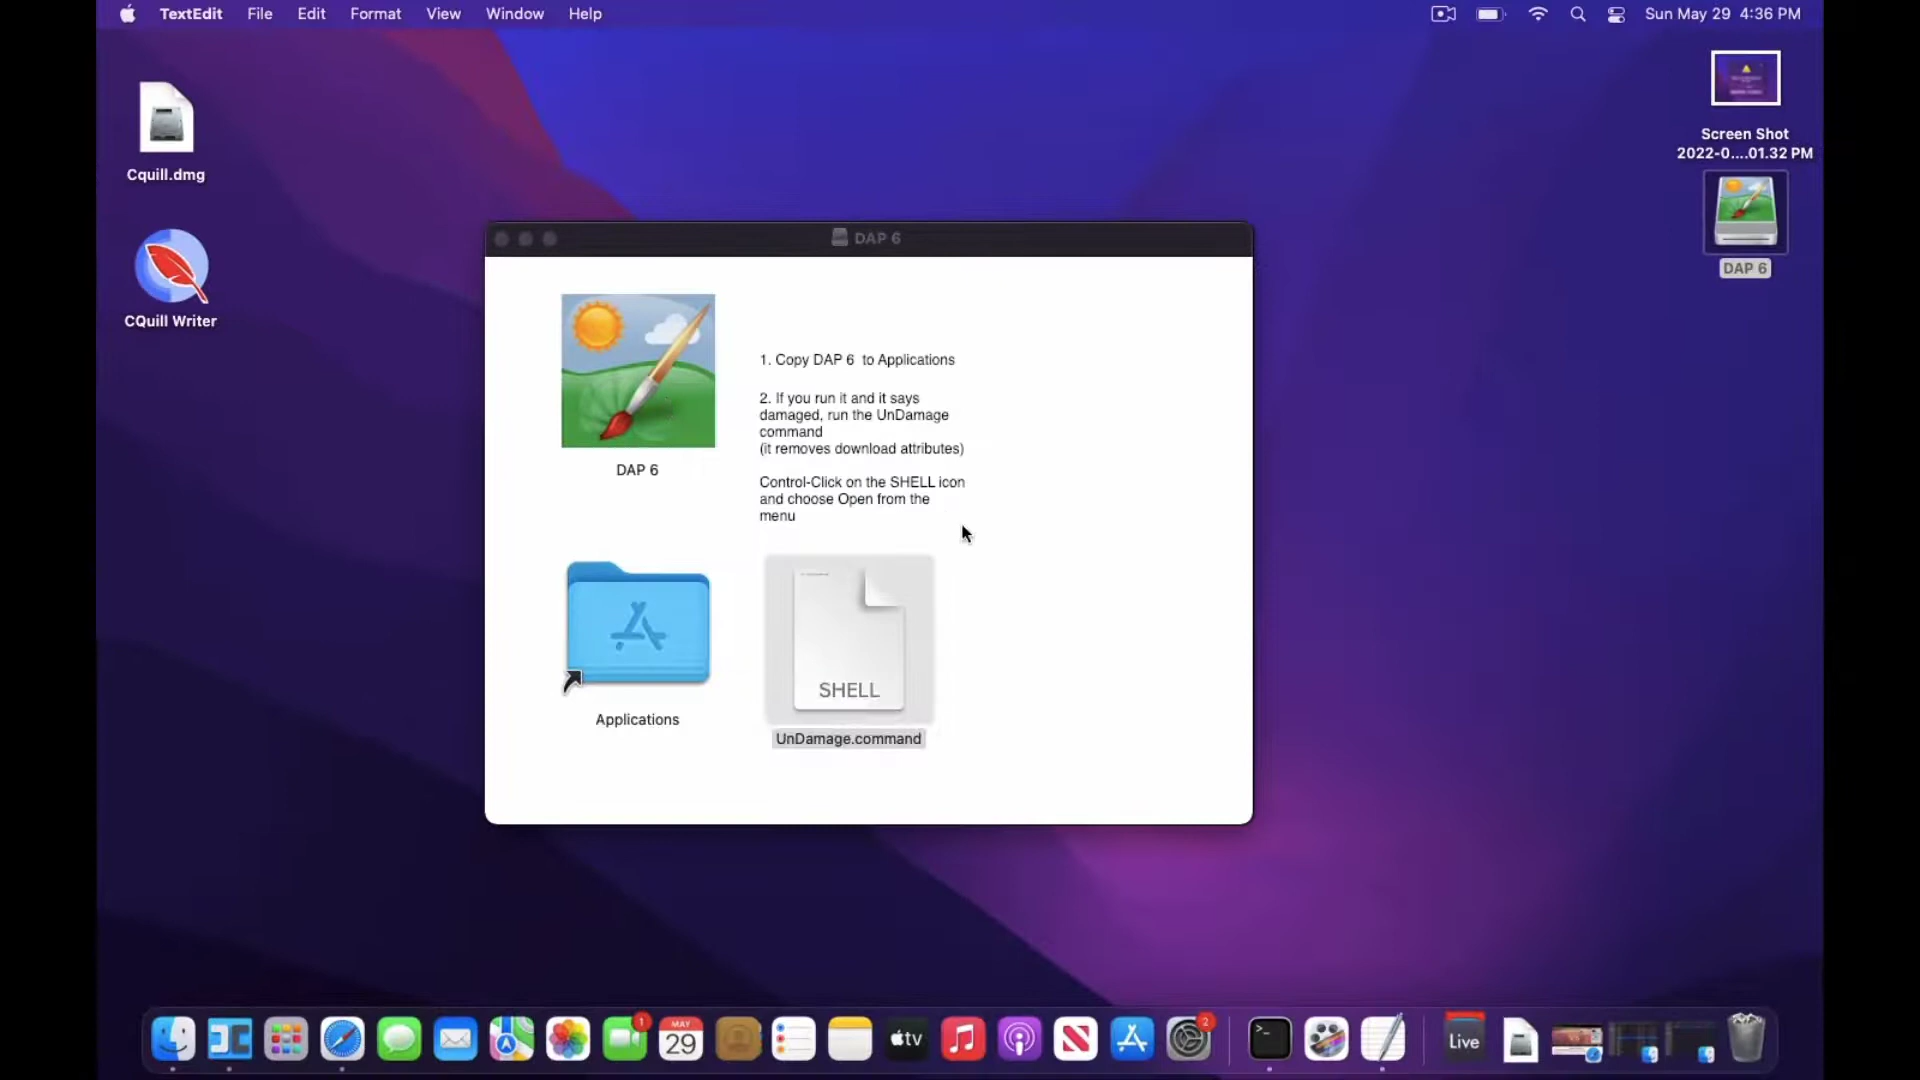 TextEdit File Edit Format View Window Help
Sun May 29 4:36 PM
Cquill.dmg
CQuill Writer
Screen Shot
2022-0....01.32 PM
DAP 6
DAP 6
DAP 6
1. Copy DAP 6 to Applications
2. If you run it and it says
damaged, run the UnDamage
command
(it removes download attributes)
Control-Click on the SHELL icon
and choose Open from the
menu
Applications
SHELL
UnDamage.command
1
MAY
29
tv
2
>_
Live